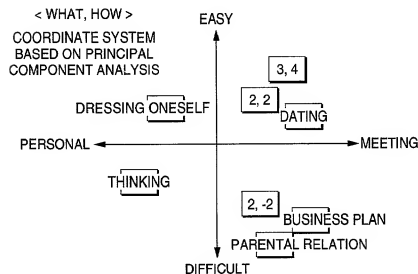 < WHAT, HOW >
COORDINATE SYSTEM
BASED ON PRINCIPAL
COMPONENT ANALYSIS
EASY
3, 4
2, 2
DRESSING ONESELF
DATING
PERSONAL
MEETING
THINKING
2, -2
BUSINESS PLAN
PARENTAL RELATION
DIFFICULT